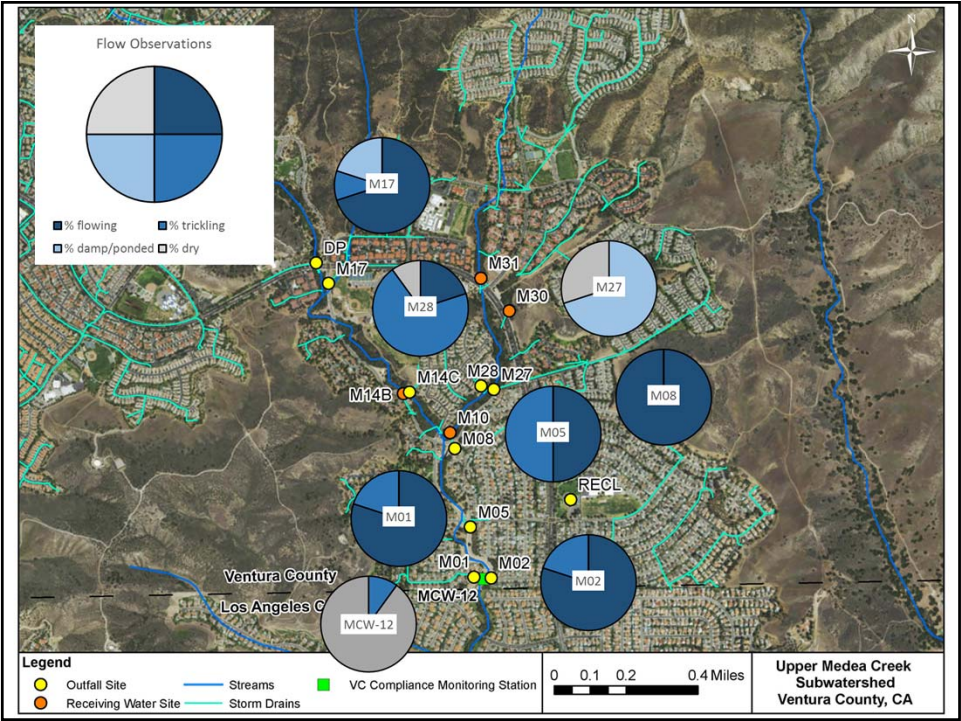 Flow Observations
% flowing
% trickling
% damp/ponded
% dry
N
M17
DP
M17
M31
M30
M27
M28
M28
M27
M14C
M14B
M08
M10
M08
M05
RECL
M01
M05
M01
M02
MCW-12
M02
Ventura County
Los Angeles C
MCW-12
Legend
Outfall Site
Streams
VC Compliance Monitoring Station
Receiving Water Site
Storm Drains
0 0.1 0.2 0.4 Miles
Upper Medea Creek
Subwatershed
Ventura County, CA